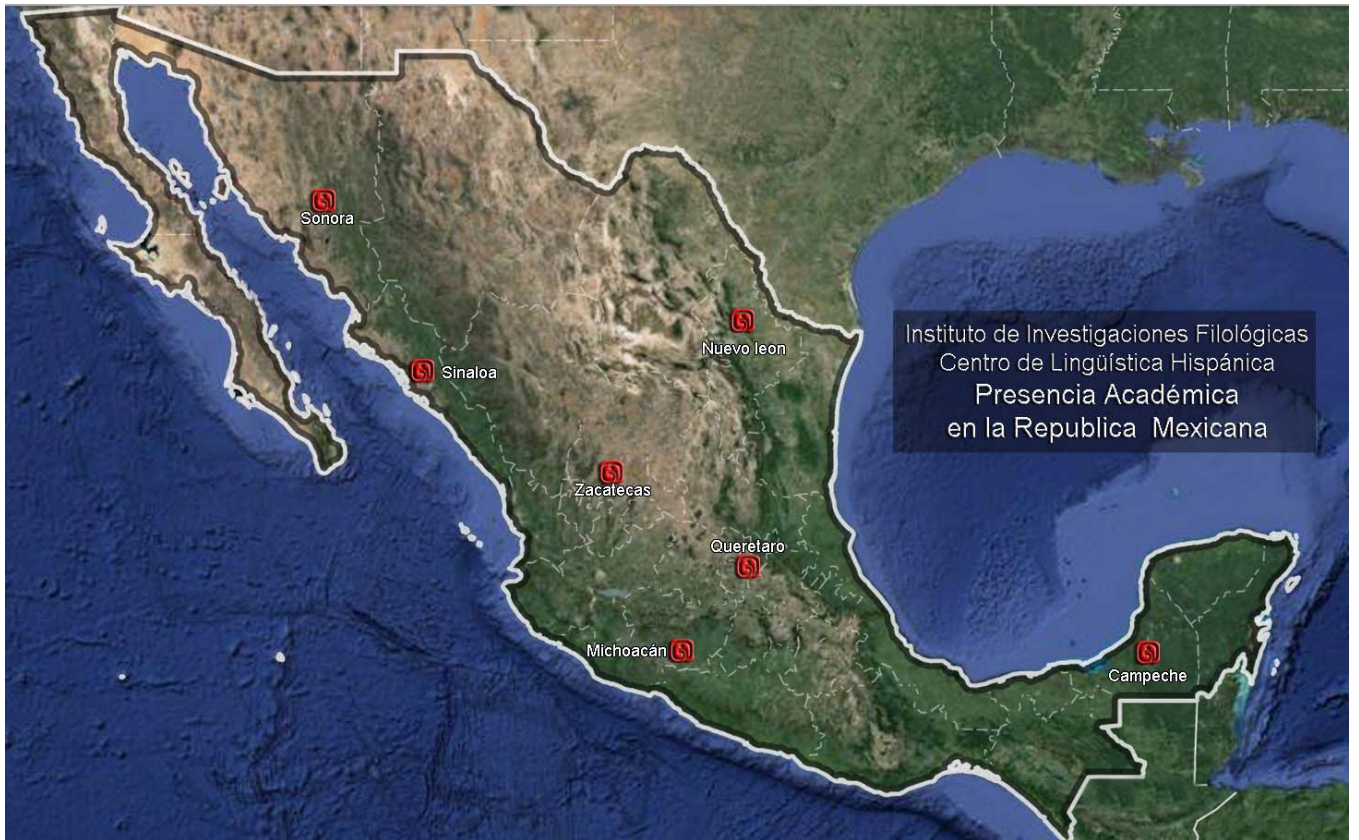 Sonora
Instituto de Investigaciones Filológicas
Centro de Lingüística Hispánica
Presencia Académica
en la Republica Mexicana
Nuevo leon
Sinaloa
Zacatecas
Queretaro
Michoacán
Campeche